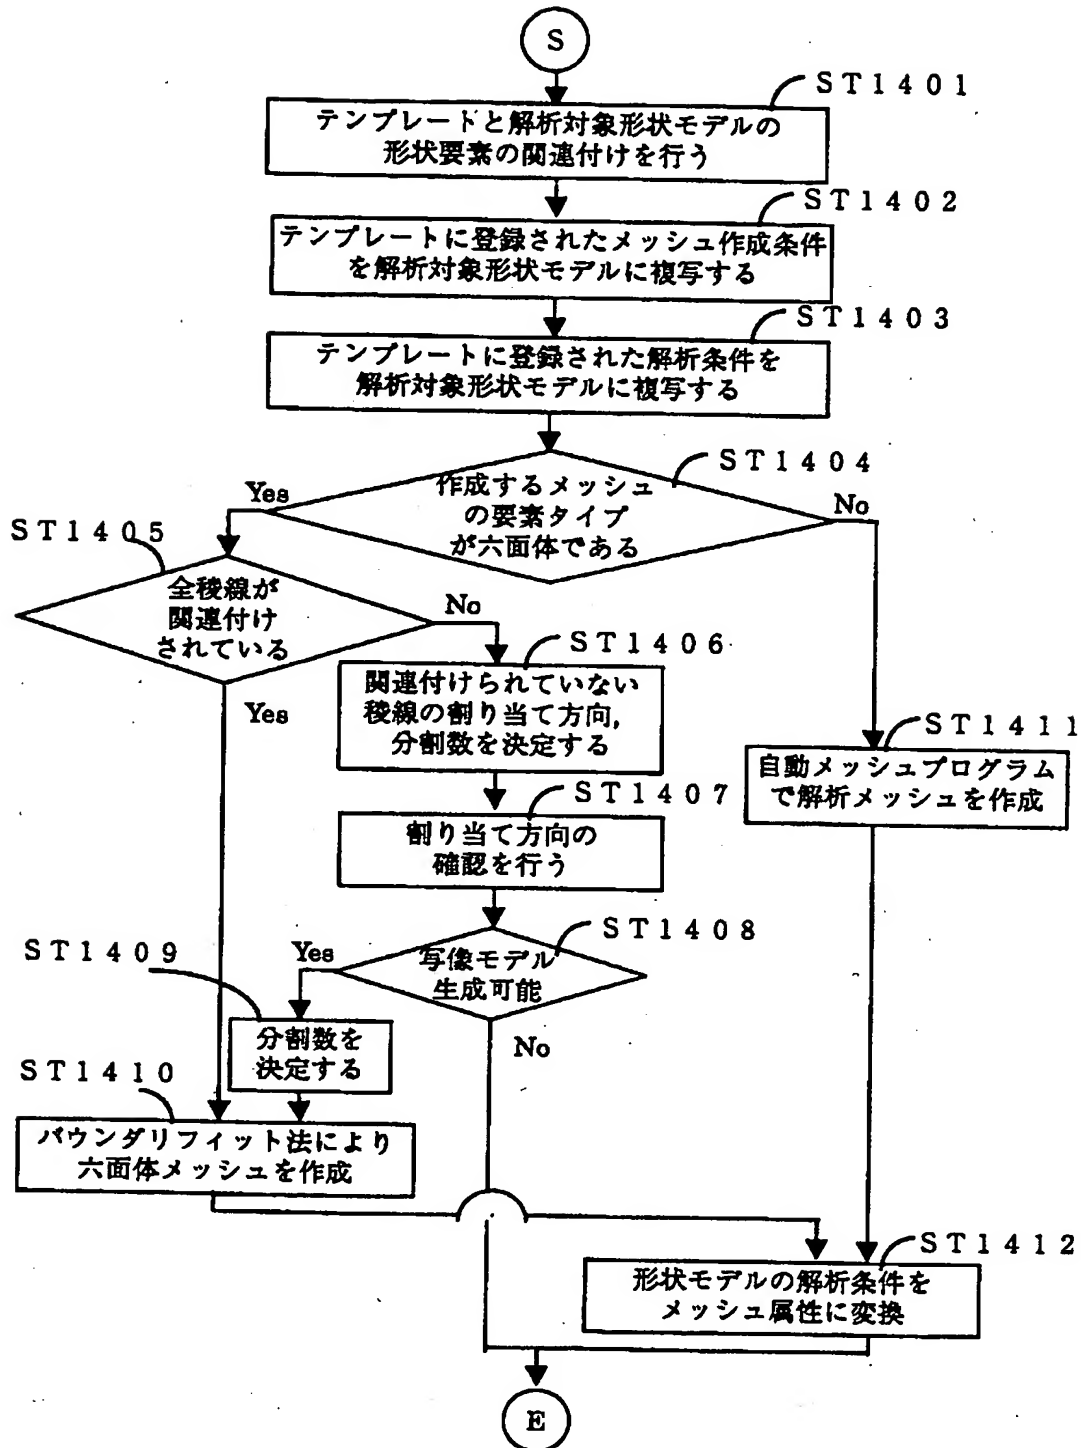 S
ST1401
テンプレートと解析対象形状モデルの
形状要素の関連付けを行う
ST1402
テンプレートに登録されたメッシュ作成条件
を解析対象形状モデルに複写する
ST1403
テンプレートに登録された解析条件を
解析対象形状モデルに複写する
ST1404
作成するメッシュ
の要素タイプ
が六面体である
Yes
No
ST1405
全稜線が
関連付け
されている
No
Yes
ST1406
関連付けられていない
稜線の割り当て方向,
分割数を決定する
ST1411
自動メッシュプログラム
で解析メッシュを作成
ST1407
割り当て方向の
確認を行う
ST1408
写像モデル
生成可能
Yes
No
ST1409
分割数を
決定する
ST1410
バウンダリフィット法により
六面体メッシュを作成
ST1412
形状モデルの解析条件を
メッシュ属性に変換
E